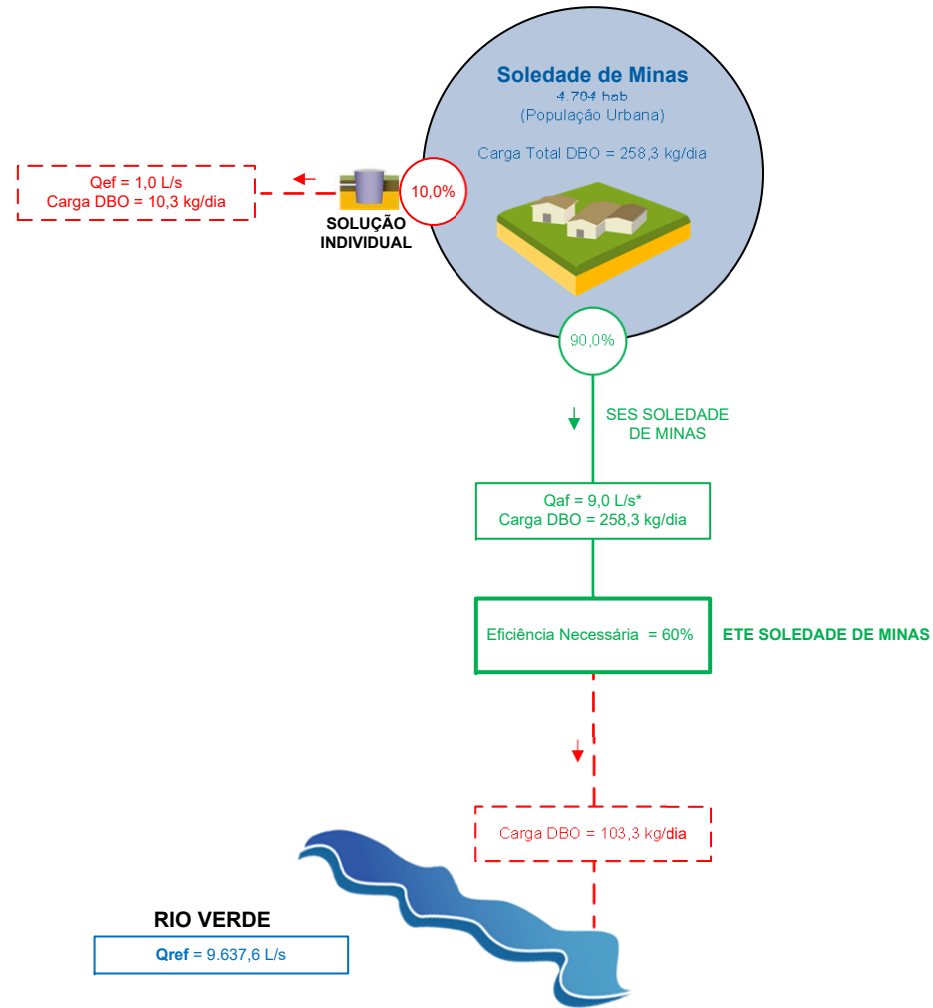 Soledade de Minas
4.704 hab
(População Urbana)
Carga Total DBO = 258,3 kg/dia
Qef = 1,0 L/s
Carga DBO = 10,3 kg/dia
10,0%
SOLUÇÃO
INDIVIDUAL
90,0%
SES SOLEDADE
DE MINAS
Qaf = 9,0 L/s*
Carga DBO = 258,3 kg/dia
Eficiência Necessária = 60%
ETE SOLEDADE DE MINAS
Carga DBO = 103,3 kg/dia
RIO VERDE
Qref = 9.637,6 L/s